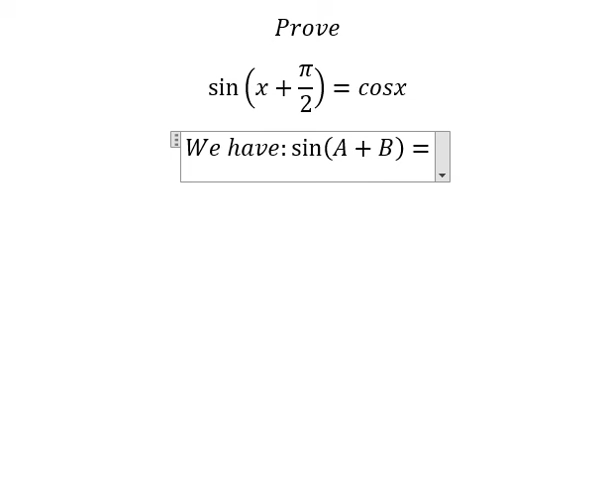 Prove
sin(x + π/2) = cosx
We have: sin(A + B) =